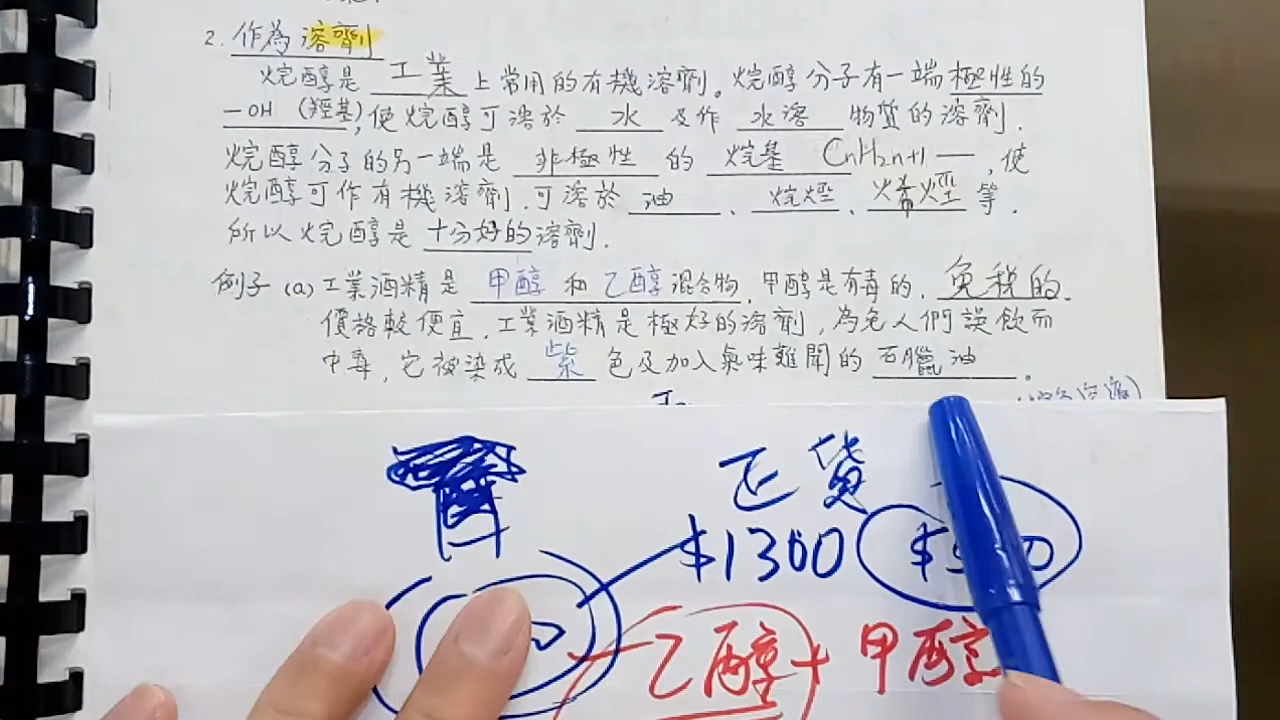 2. 作為溶劑
烷醇是 工業 上常用的有機溶劑。烷醇分子有一端極性的
—OH (羥基),使烷醇可溶於 水 及作 水溶 物質的溶劑.
烷醇分子的另一端是 非極性 的 烷基 CnH2n+1 — ,使
烷醇可作有機溶劑.可溶於 油 、烷烴、烯烴 等.
所以烷醇是 十分好的溶劑.
例子 (a) 工業酒精是 甲醇 和 乙醇混合物.甲醇是有毒的.免稅的.
價格較便宜.工業酒精是極好的溶劑,為免人們誤飲而
中毒,它被染成 紫 色及加入氣味難聞的 石臘油 。
正貨
$1300
乙醇 + 甲醇